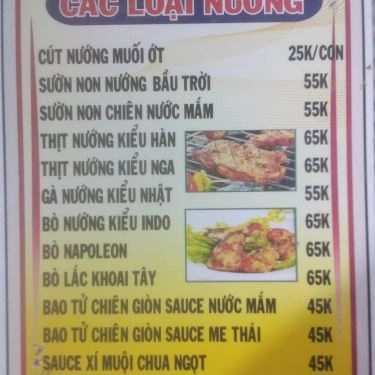 CÁC LOẠI NƯỚNG
CÚT NƯỚNG MUỐI ỚT 25K/CON
SƯỜN NON NƯỚNG BẦU TRỜI 55K
SƯỜN NON CHIÊN NƯỚC MẮM 55K
THỊT NƯỚNG KIỂU HÀN 65K
THỊT NƯỚNG KIỂU NGA 65K
GÀ NƯỚNG KIỂU NHẬT 55K
BÒ NƯỚNG KIỂU INDO 65K
BÒ NAPOLEON 65K
BÒ LẮC KHOAI TÂY 65K
BAO TỬ CHIÊN GIÒN SAUCE NƯỚC MẮM 45K
BAO TỬ CHIÊN GIÒN SAUCE ME THÁI 45K
SAUCE XÍ MUỘI CHUA NGỌT 45K